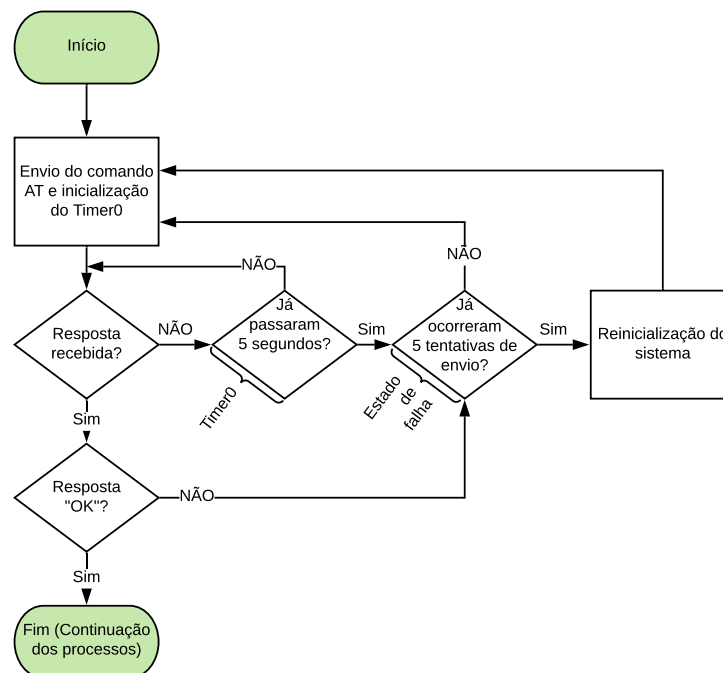 Início
Envio do comando
AT e inicialização
do Timer0
NÃO
NÃO
Resposta
recebida?
NÃO
Já
passaram
5 segundos?
Sim
Já
ocorreram
5 tentativas de
envio?
Sim
Reinicialização do
sistema
Timer0
Estado
de
falha
Sim
Resposta
"OK"?
NÃO
Sim
Fim (Continuação
dos processos)